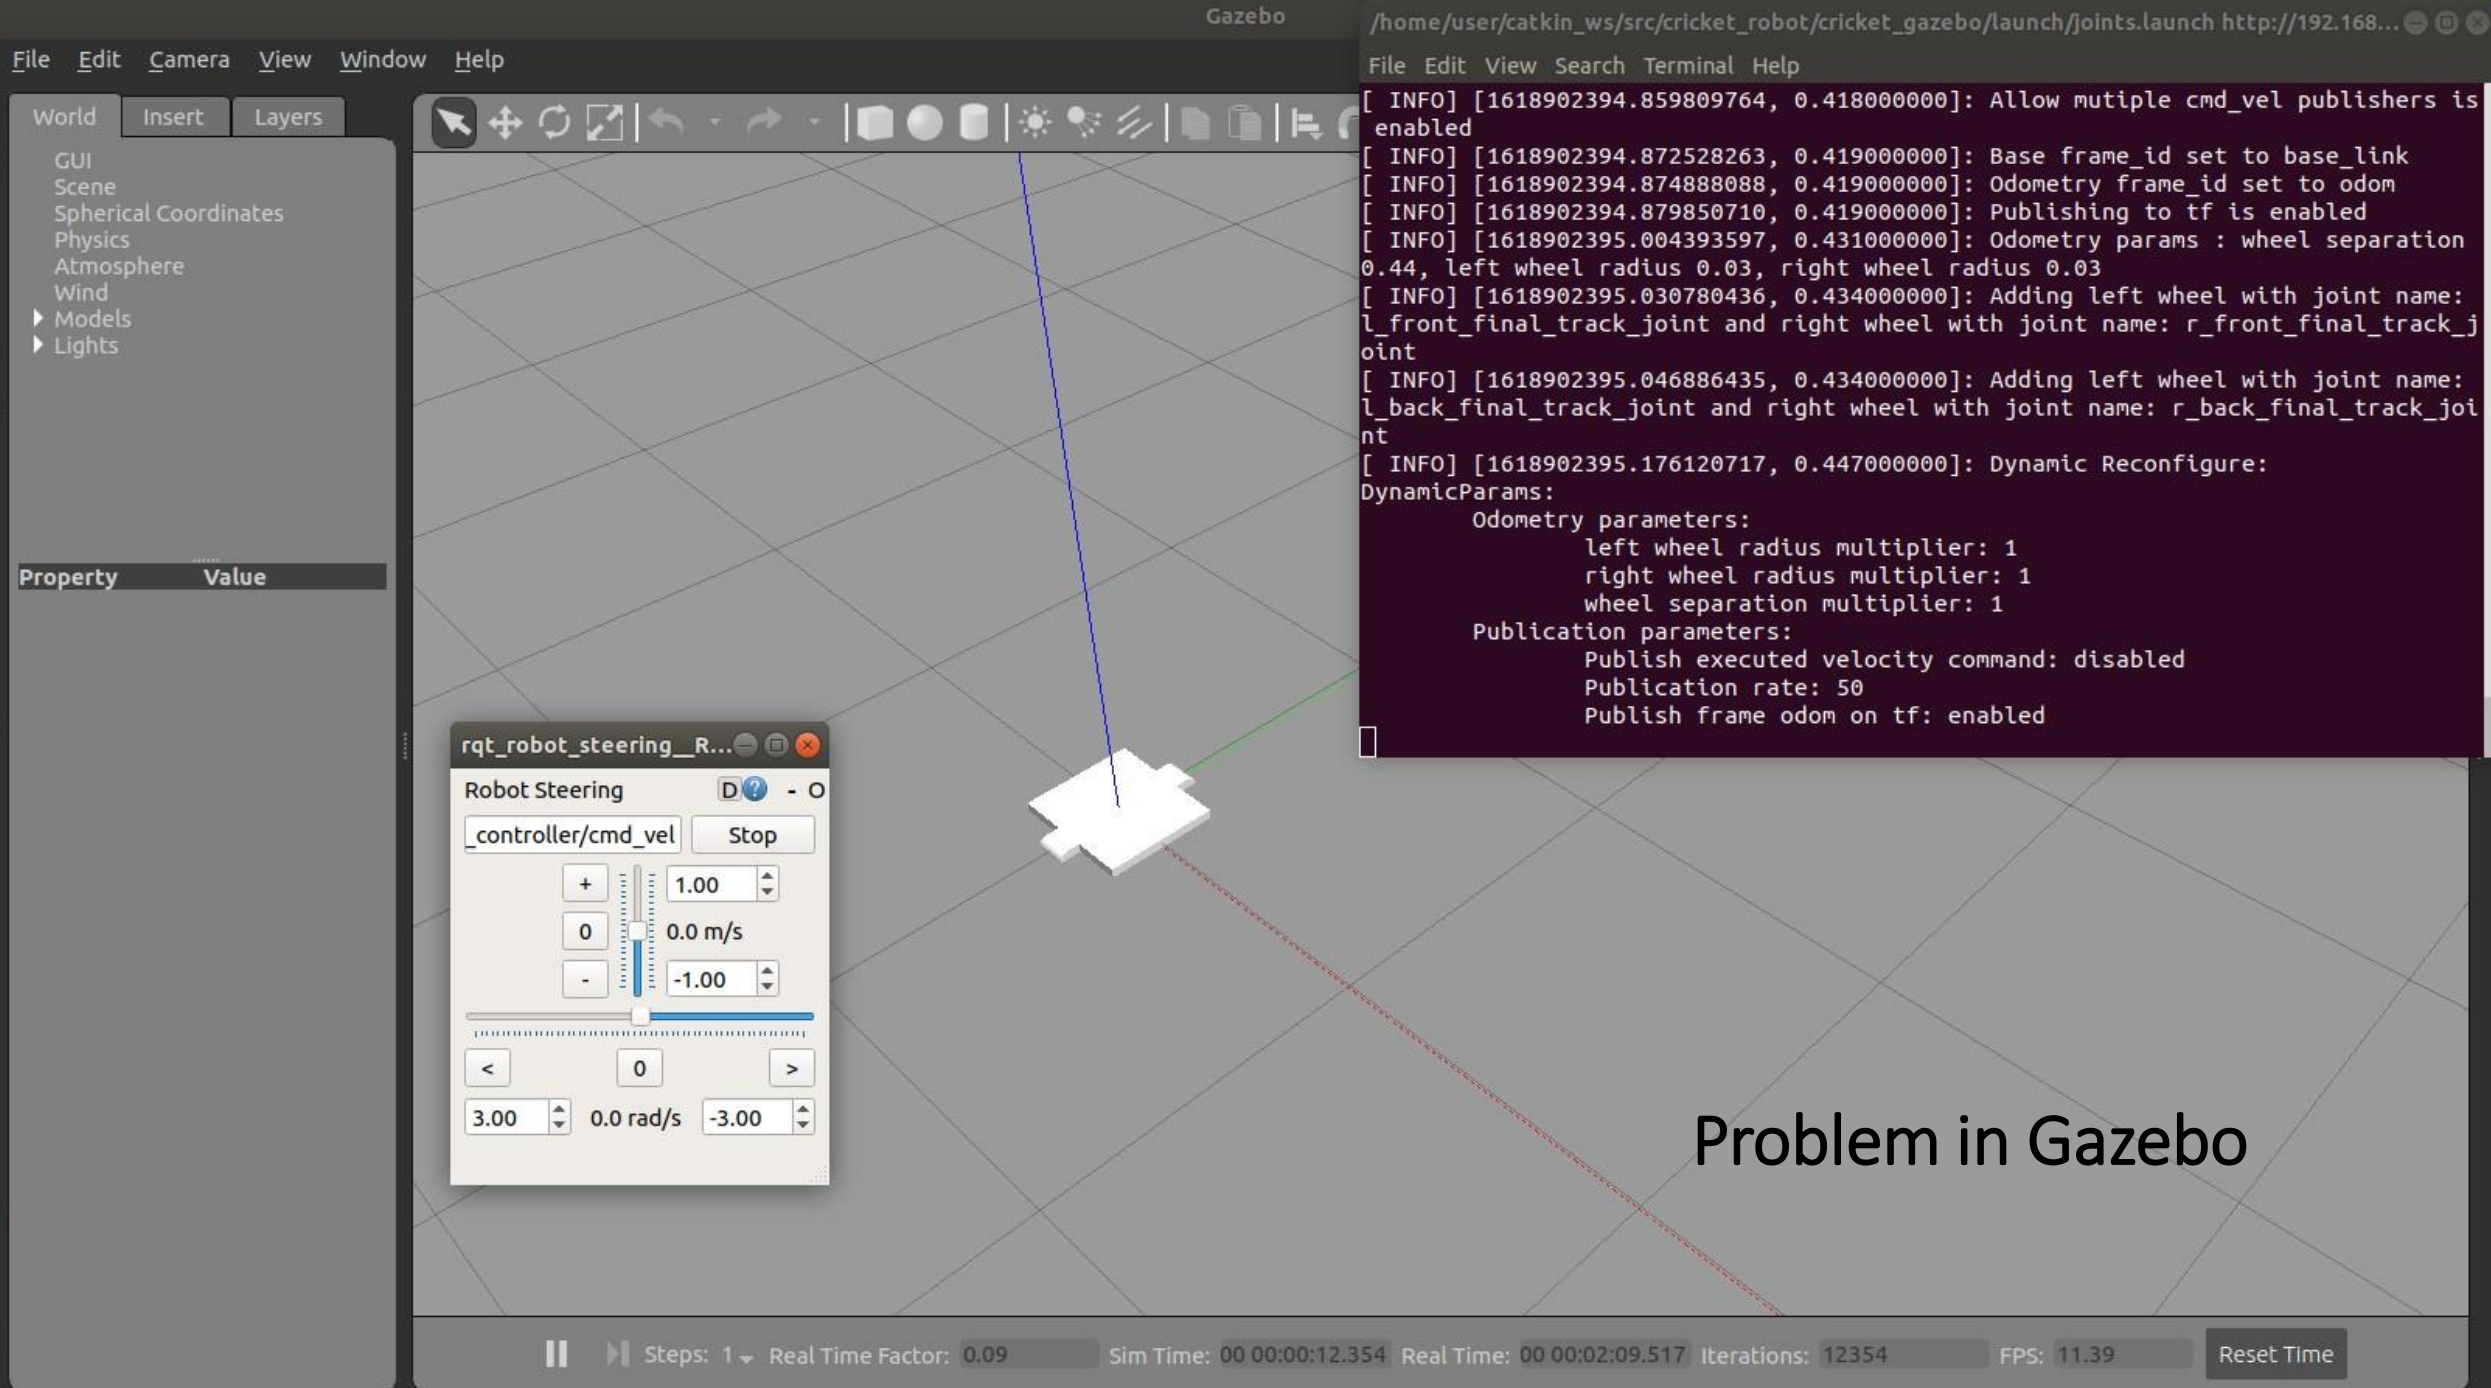 Gazebo
File Edit Camera View Window Help
World Insert Layers
GUI
Scene
Spherical Coordinates
Physics
Atmosphere
Wind
Models
Lights
Property Value
/home/user/catkin_ws/src/cricket_robot/cricket_gazebo/launch/joints.launch http://192.168...
File Edit View Search Terminal Help
[ INFO] [1618902394.859809764, 0.418000000]: Allow mutiple cmd_vel publishers is
enabled
[ INFO] [1618902394.872528263, 0.419000000]: Base frame_id set to base_link
[ INFO] [1618902394.874888088, 0.419000000]: Odometry frame_id set to odom
[ INFO] [1618902394.879850710, 0.419000000]: Publishing to tf is enabled
[ INFO] [1618902395.004393597, 0.431000000]: Odometry params : wheel separation
0.44, left wheel radius 0.03, right wheel radius 0.03
[ INFO] [1618902395.030780436, 0.434000000]: Adding left wheel with joint name:
l_front_final_track_joint and right wheel with joint name: r_front_final_track_j
oint
[ INFO] [1618902395.046886435, 0.434000000]: Adding left wheel with joint name:
l_back_final_track_joint and right wheel with joint name: r_back_final_track_joi
nt
[ INFO] [1618902395.176120717, 0.447000000]: Dynamic Reconfigure:
DynamicParams:
Odometry parameters:
left wheel radius multiplier: 1
right wheel radius multiplier: 1
wheel separation multiplier: 1
Publication parameters:
Publish executed velocity command: disabled
Publication rate: 50
Publish frame odom on tf: enabled
rqt_robot_steering__R...
Robot Steering D ? - O
_controller/cmd_vel Stop
+ 1.00
0 0.0 m/s
- -1.00
< 0 >
3.00 0.0 rad/s -3.00
Problem in Gazebo
Steps: 1 Real Time Factor: 0.09 Sim Time: 00 00:00:12.354 Real Time: 00 00:02:09.517 Iterations: 12354 FPS: 11.39 Reset Time